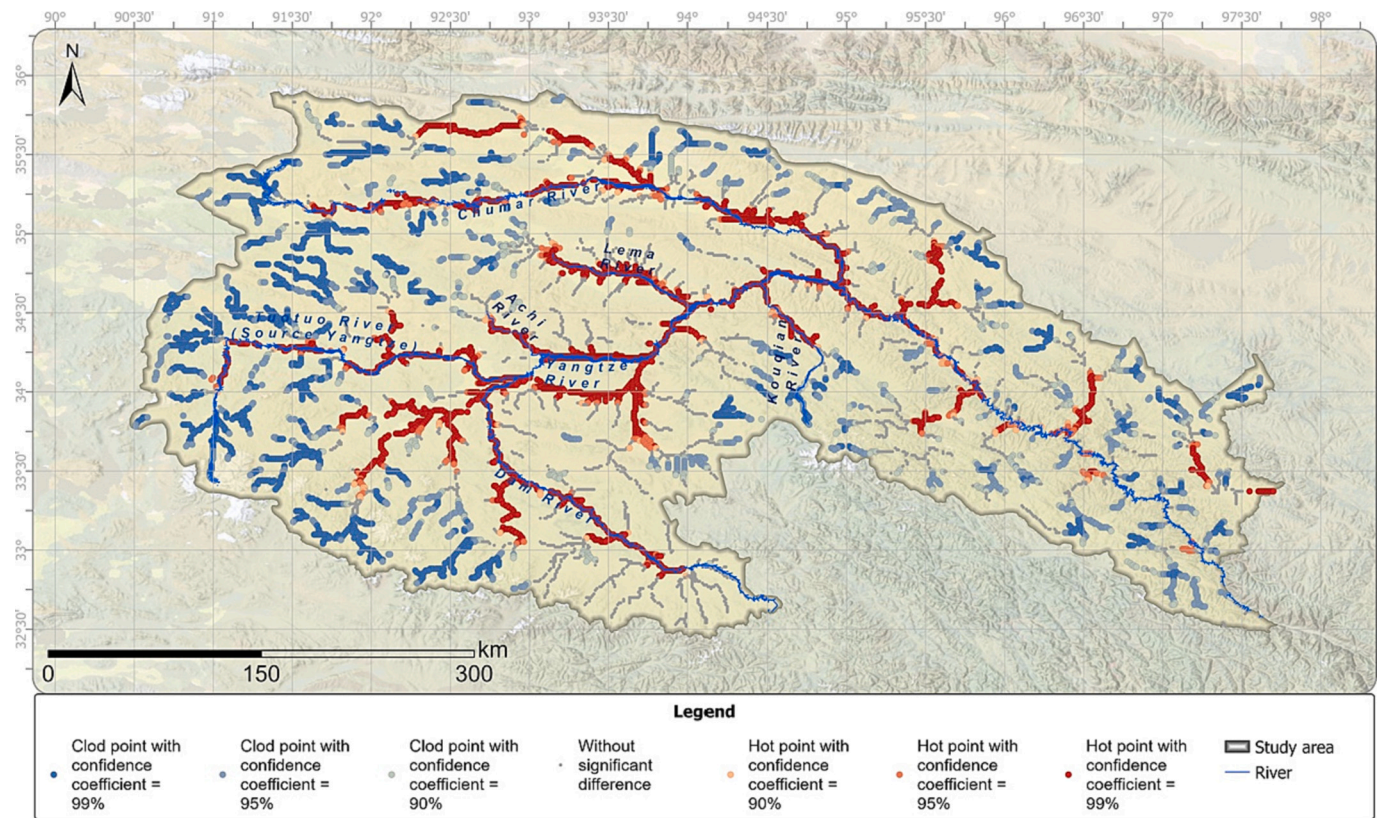 90° 90°30' 91° 91°30' 92° 92°30' 93° 93°30' 94° 94°30' 95° 95°30' 96° 96°30' 97° 97°30' 98°
N
36°
35°30'
35°
34°30'
34°
33°30'
33°
32°30'
Chumar River
Lema
River
Achi
River
Tuotuo River
(Source Yangtze)
Yangtze
River
Kouqian
River
Dam River
km
0 150 300
Legend
Clod point with
confidence
coefficient =
99%
Clod point with
confidence
coefficient =
95%
Clod point with
confidence
coefficient =
90%
Without
significant
difference
Hot point with
confidence
coefficient =
90%
Hot point with
confidence
coefficient =
95%
Hot point with
confidence
coefficient =
99%
Study area
River